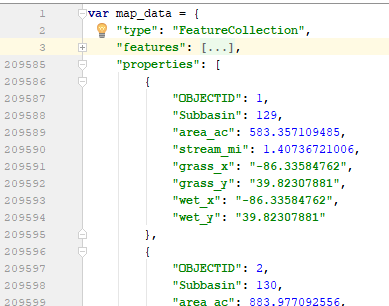 1 var map_data = {
2 "type": "FeatureCollection",
3 "features": [...],
209585 "properties": [
209586 {
209587 "OBJECTID": 1,
209588 "Subbasin": 129,
209589 "area_ac": 583.357109485,
209590 "stream_mi": 1.40736721006,
209591 "grass_x": "-86.33584762",
209592 "grass_y": "39.82307881",
209593 "wet_x": "-86.33584762",
209594 "wet_y": "39.82307881"
209595 },
209596 {
209597 "OBJECTID": 2,
209598 "Subbasin": 130,
209599 "area_ac": 883.977092556,